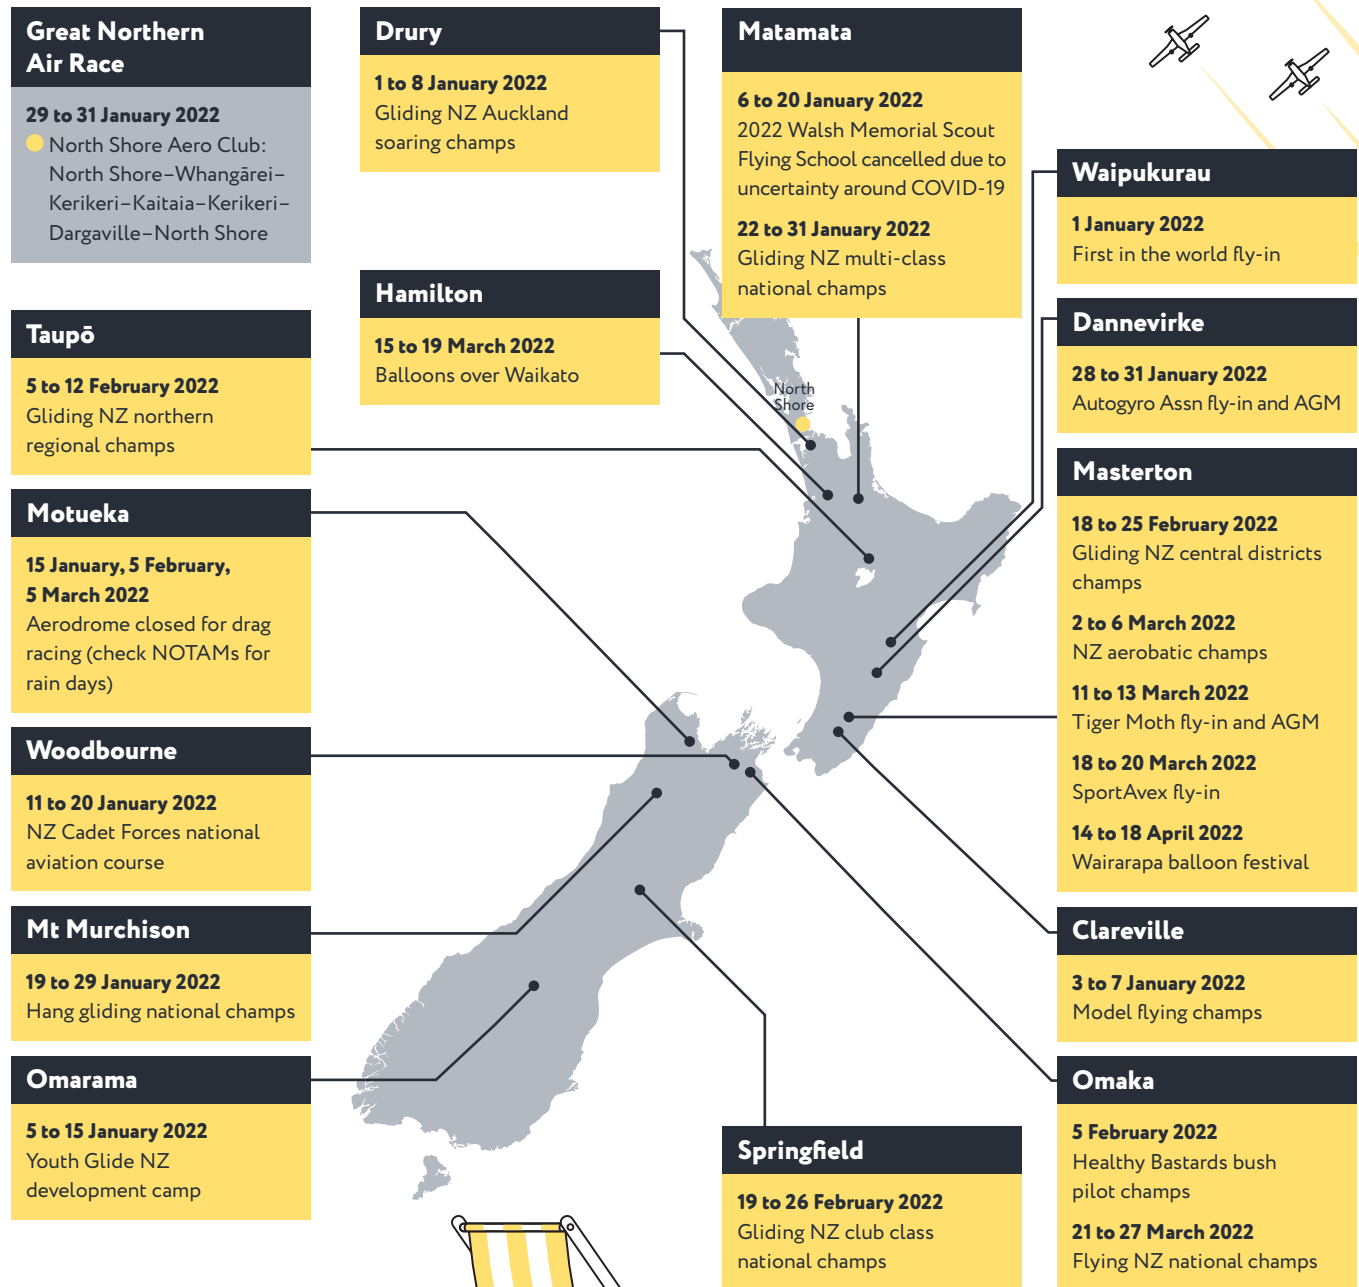 Great Northern
Air Race
29 to 31 January 2022
North Shore Aero Club:
North Shore–Whangārei–
Kerikeri–Kaitaia–Kerikeri–
Dargaville–North Shore
Drury
1 to 8 January 2022
Gliding NZ Auckland
soaring champs
Matamata
6 to 20 January 2022
2022 Walsh Memorial Scout
Flying School cancelled due to
uncertainty around COVID-19
22 to 31 January 2022
Gliding NZ multi-class
national champs
Waipukurau
1 January 2022
First in the world fly-in
Hamilton
15 to 19 March 2022
Balloons over Waikato
Taupō
5 to 12 February 2022
Gliding NZ northern
regional champs
Dannevirke
28 to 31 January 2022
Autogyro Assn fly-in and AGM
North
Shore
Motueka
15 January, 5 February,
5 March 2022
Aerodrome closed for drag
racing (check NOTAMs for
rain days)
Masterton
18 to 25 February 2022
Gliding NZ central districts
champs
2 to 6 March 2022
NZ aerobatic champs
11 to 13 March 2022
Tiger Moth fly-in and AGM
18 to 20 March 2022
SportAvex fly-in
14 to 18 April 2022
Wairarapa balloon festival
Woodbourne
11 to 20 January 2022
NZ Cadet Forces national
aviation course
Mt Murchison
19 to 29 January 2022
Hang gliding national champs
Clareville
3 to 7 January 2022
Model flying champs
Omarama
5 to 15 January 2022
Youth Glide NZ
development camp
Springfield
19 to 26 February 2022
Gliding NZ club class
national champs
Omaka
5 February 2022
Healthy Bastards bush
pilot champs
21 to 27 March 2022
Flying NZ national champs